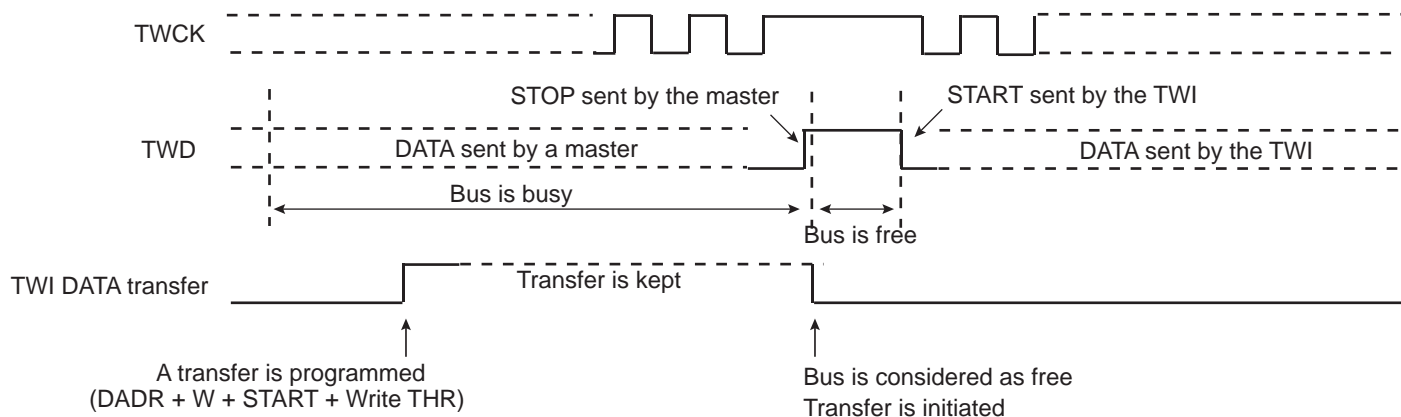 TWCK
STOP sent by the master
START sent by the TWI
TWD
DATA sent by a master
DATA sent by the TWI
Bus is busy
Bus is free
TWI DATA transfer
Transfer is kept
A transfer is programmed
(DADR + W + START + Write THR)
Bus is considered as free
Transfer is initiated